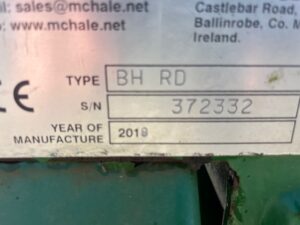 il: sales@mchale.net
o: www.mchale.net
Castlebar Road,
Ballinrobe, Co. M
Ireland.
CE
TYPE BH RD
S/N 372332
YEAR OF MANUFACTURE 2018